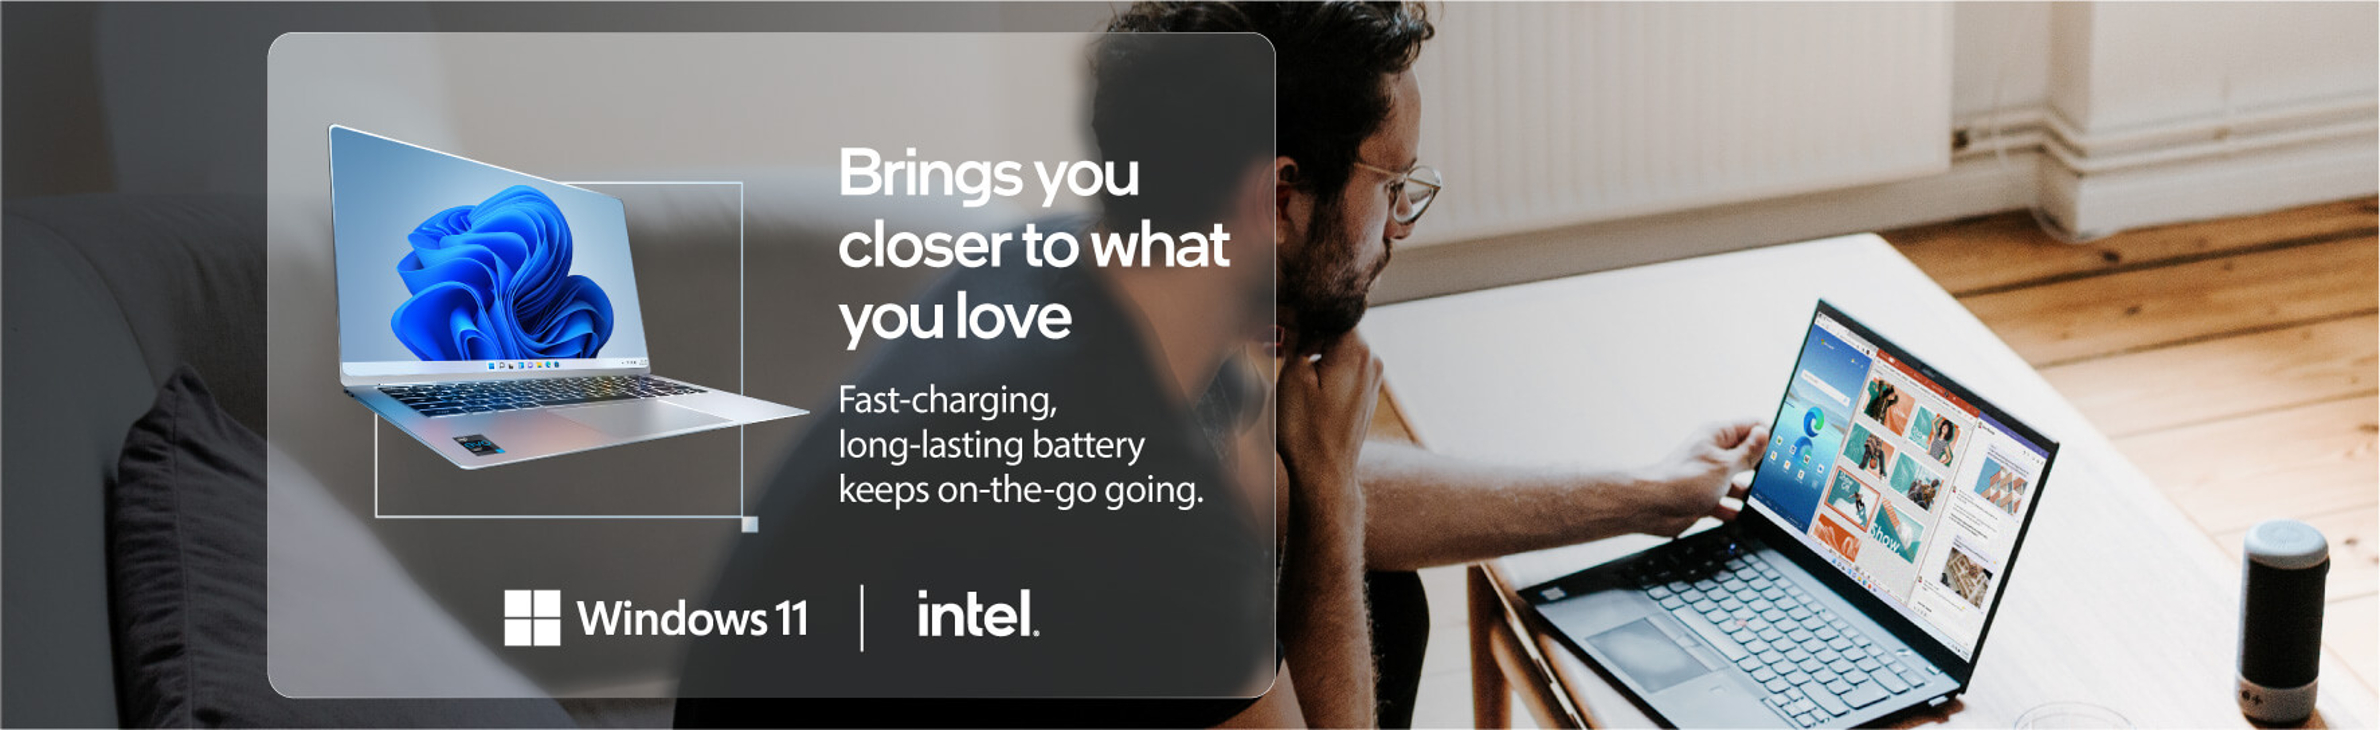 Brings you
closer to what
you love
Fast-charging,
long-lasting battery
keeps on-the-go going.
Windows 11
intel.
Show